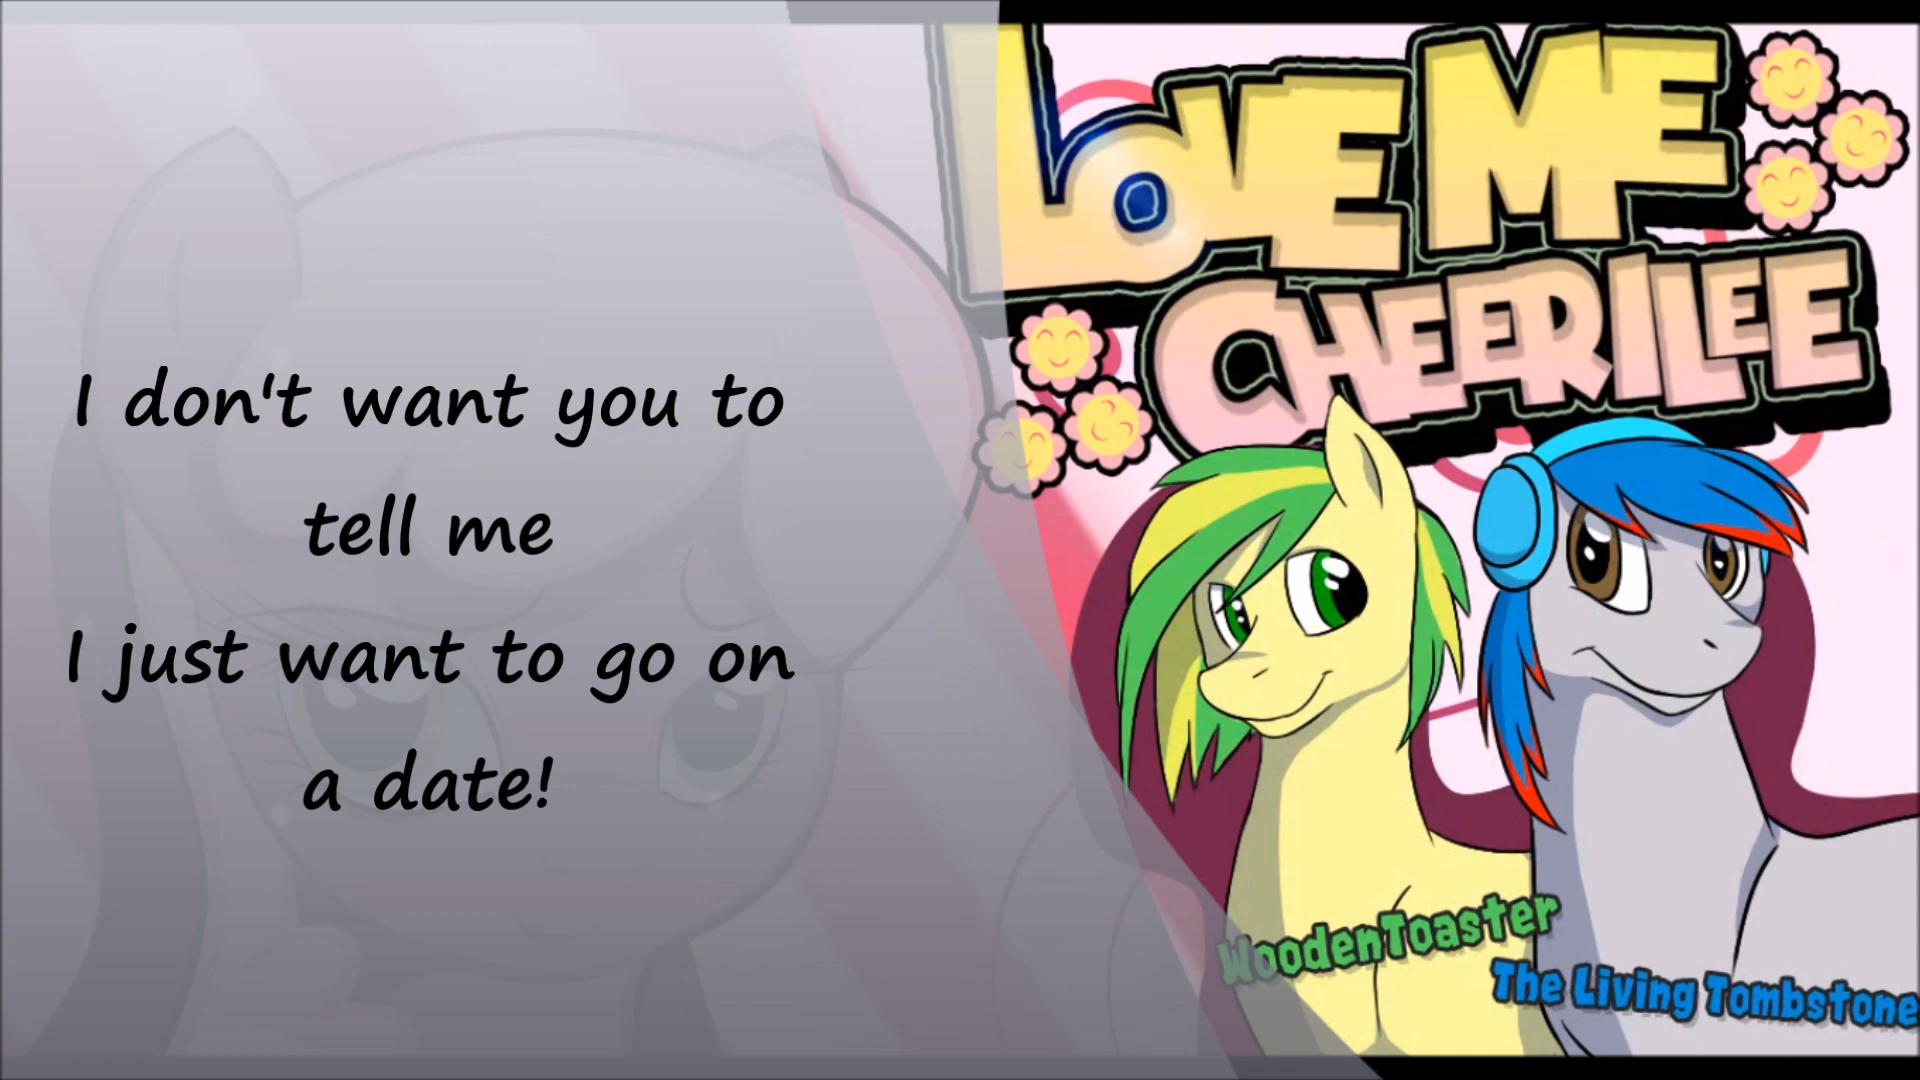 I don't want you to
tell me
I just want to go on
a date!
LOVE ME
CHEERILEE
WoodenToaster
The Living Tombstone